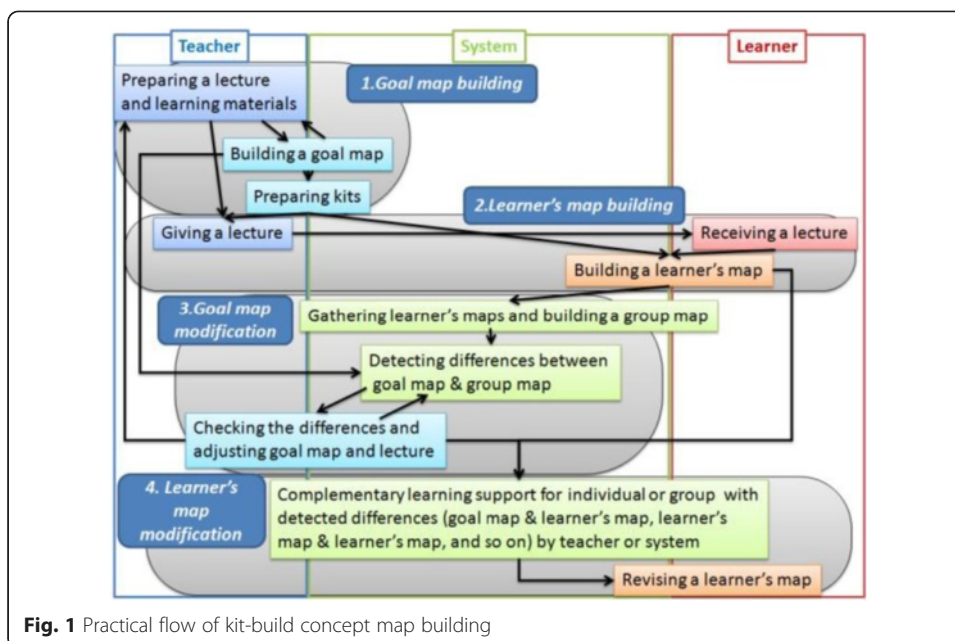 Teacher
System
Learner
Preparing a lecture
and learning materials
1.Goal map building
Building a goal map
Preparing kits
2.Learner's map building
Giving a lecture
Receiving a lecture
Building a learner's map
3.Goal map
modification
Gathering learner's maps and building a group map
Detecting differences between
goal map & group map
Checking the differences and
adjusting goal map and lecture
4. Learner's
map
modification
Complementary learning support for individual or group with
detected differences (goal map & learner's map, learner's
map & learner's map, and so on) by teacher or system
Revising a learner's map
Fig. 1 Practical flow of kit-build concept map building